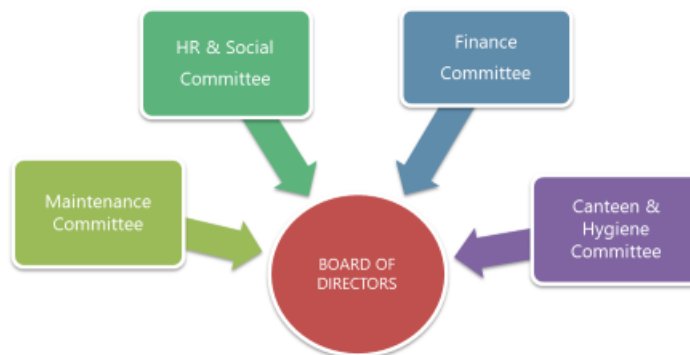 HR & Social
Committee
Finance
Committee
Maintenance
Committee
Canteen &
Hygiene
Committee
BOARD OF
DIRECTORS